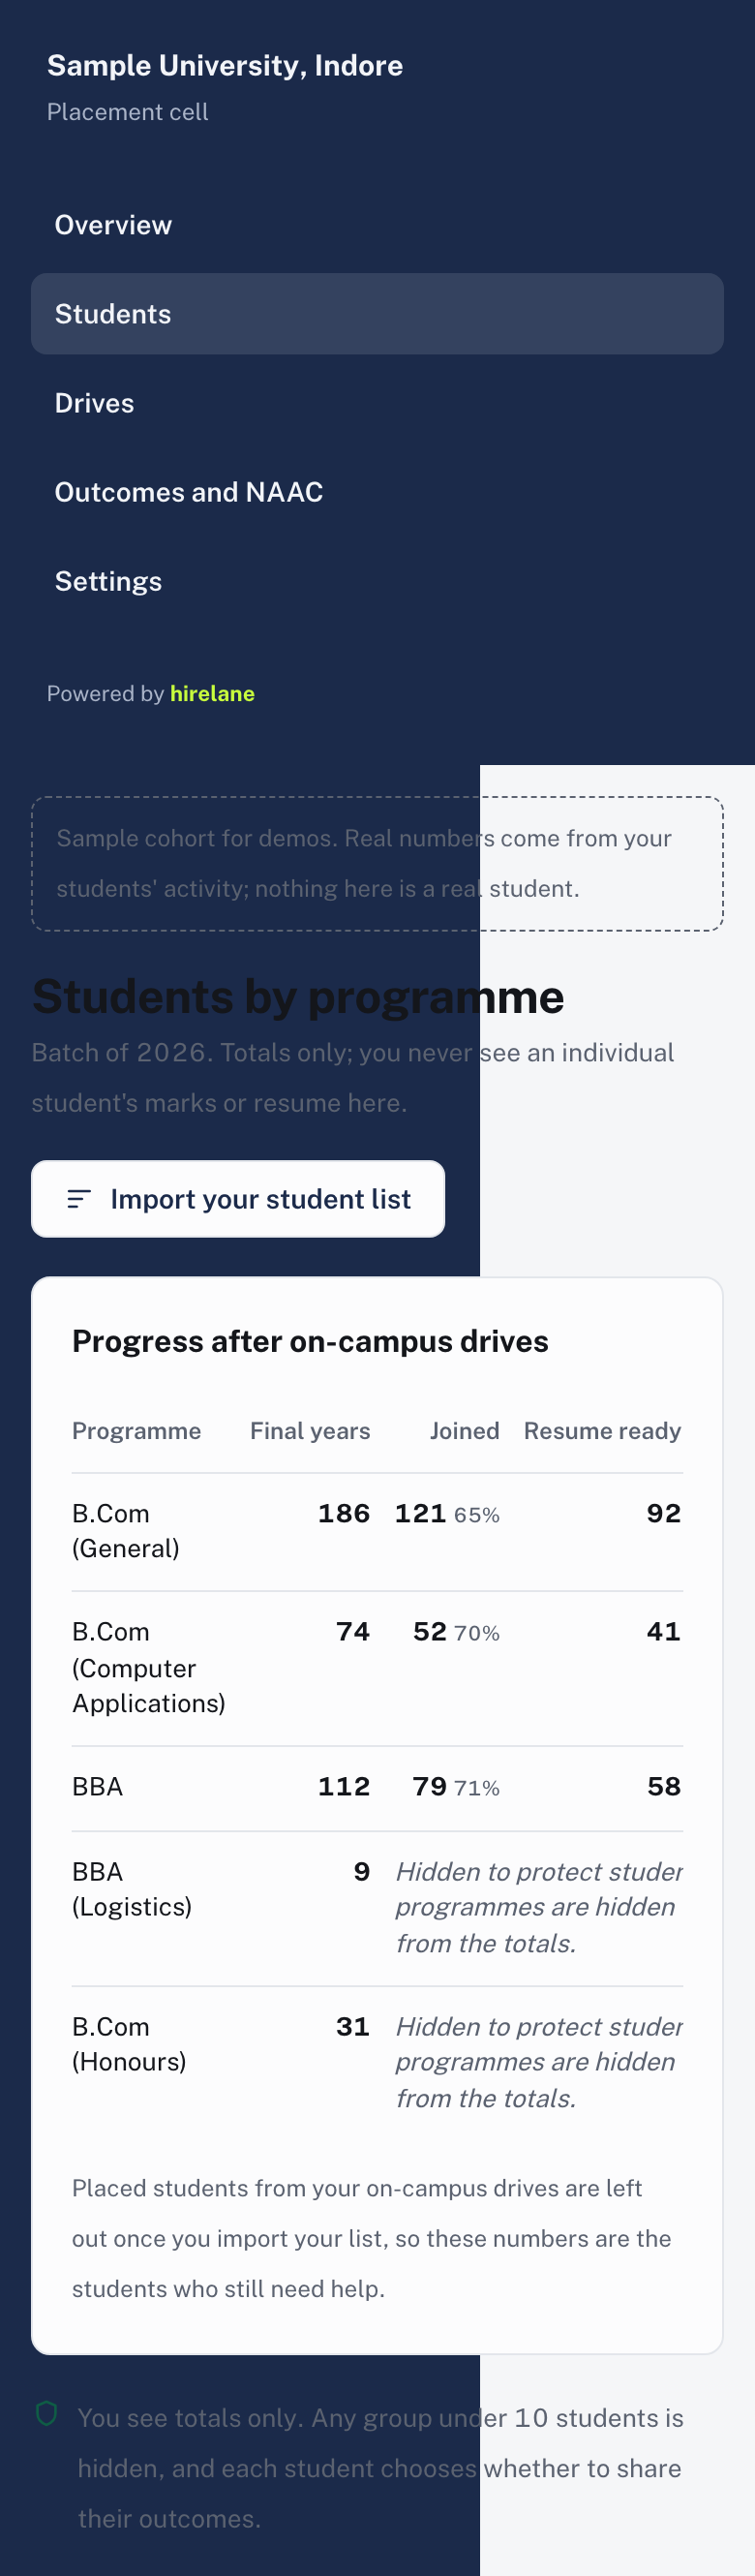 Sample University, Indore
Placement cell
Overview
Students
Drives
Outcomes and NAAC
Settings
Powered by hirelane
Sample cohort for demos. Real numbers come from your
students' activity; nothing here is a real student.
Students by programme
Batch of 2026. Totals only; you never see an individual
student's marks or resume here.
Import your student list
Progress after on-campus drives
Programme Final years Joined Resume ready
B.Com 186 121 65% 92
(General)
B.Com 74 52 70% 41
(Computer
Applications)
BBA 112 79 71% 58
BBA 9 Hidden to protect
(Logistics) programmes are hidden
from the totals.
B.Com 31 Hidden to protect
(Honours) programmes are hidden
from the totals.
Placed students from your on-campus drives are left
out once you import your list, so these numbers are the
students who still need help.
You see totals only. Any group under 10 students is
hidden, and each student chooses whether to share
their outcomes.